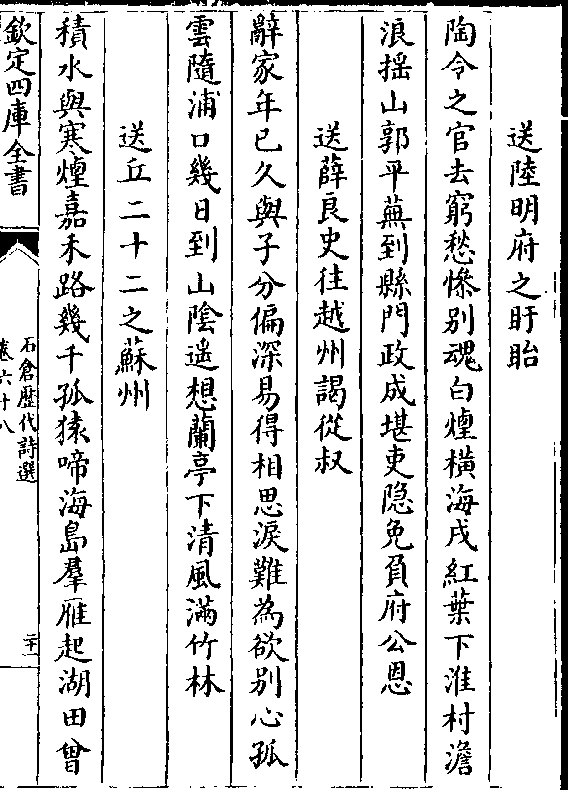 送陸明府之盱眙
陶令之官去窮愁慘别魂白煙橫海戍紅葉下淮村澹
浪揺山郭平蕪到縣門政成堪吏隐免負府公恩
送薛良史往越州謁從叔
辭家年已久與子分偏深易得相思淚難為欲别心孤
雲隨浦口幾日到山陰遥想蘭亭下清風滿竹林
送丘二十二之蘇州
積水與寒煙嘉禾路幾千孤猿啼海島羣雁起湖田曾
欽定四庫全書
石倉歴代詩選
卷六十八
二十